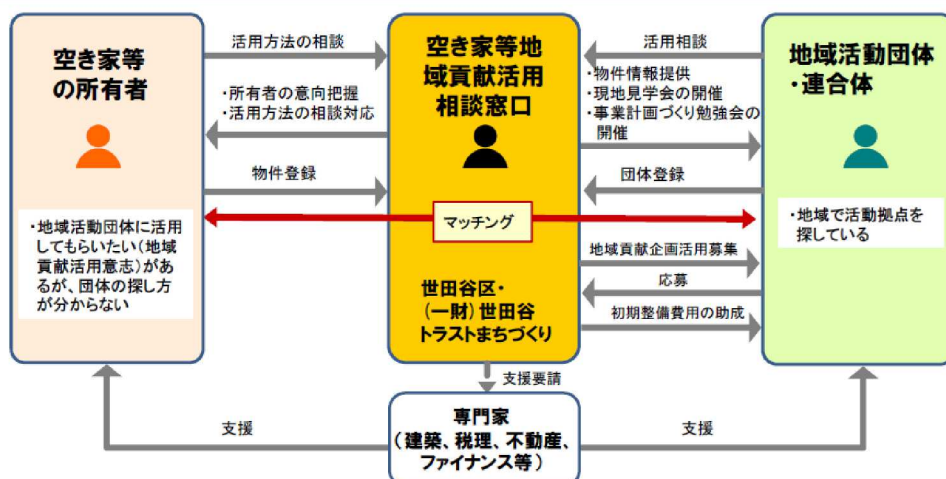 空き家等
の所有者
・地域活動団体に活用
してもらいたい(地域
貢献活用意志)があ
るが、団体の探し方
が分からない
活用方法の相談
・所有者の意向把握
・活用方法の相談対応
物件登録
空き家等地
域貢献活用
相談窓口
マッチング
世田谷区・
(一財)世田谷
トラストまちづくり
活用相談
・物件情報提供
・現地見学会の開催
・事業計画づくり勉強会の
開催
団体登録
地域貢献企画活用募集
応募
初期整備費用の助成
地域活動団体
・連合体
・地域で活動拠点を
探している
支援要請
支援
専門家
(建築、税理、不動産、
ファイナンス等)
支援